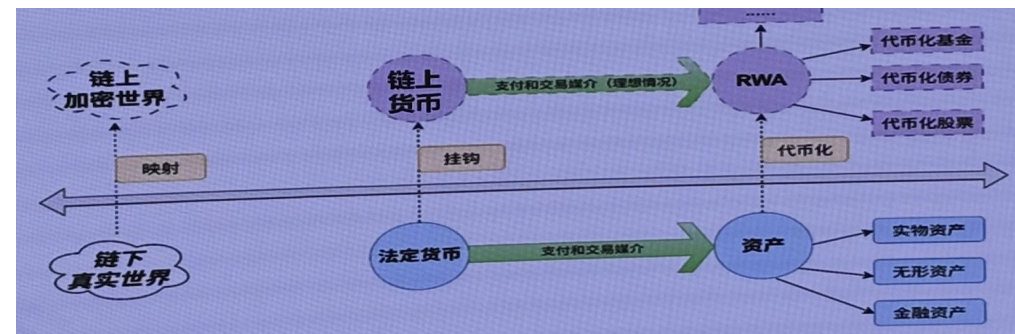 ......
代币化基金
链上
加密世界
链上
货币
支付和交易媒介（理想情况）
RWA
代币化债券
代币化股票
映射
挂钩
代币化
链下
真实世界
法定货币
支付和交易媒介
资产
实物资产
无形资产
金融资产